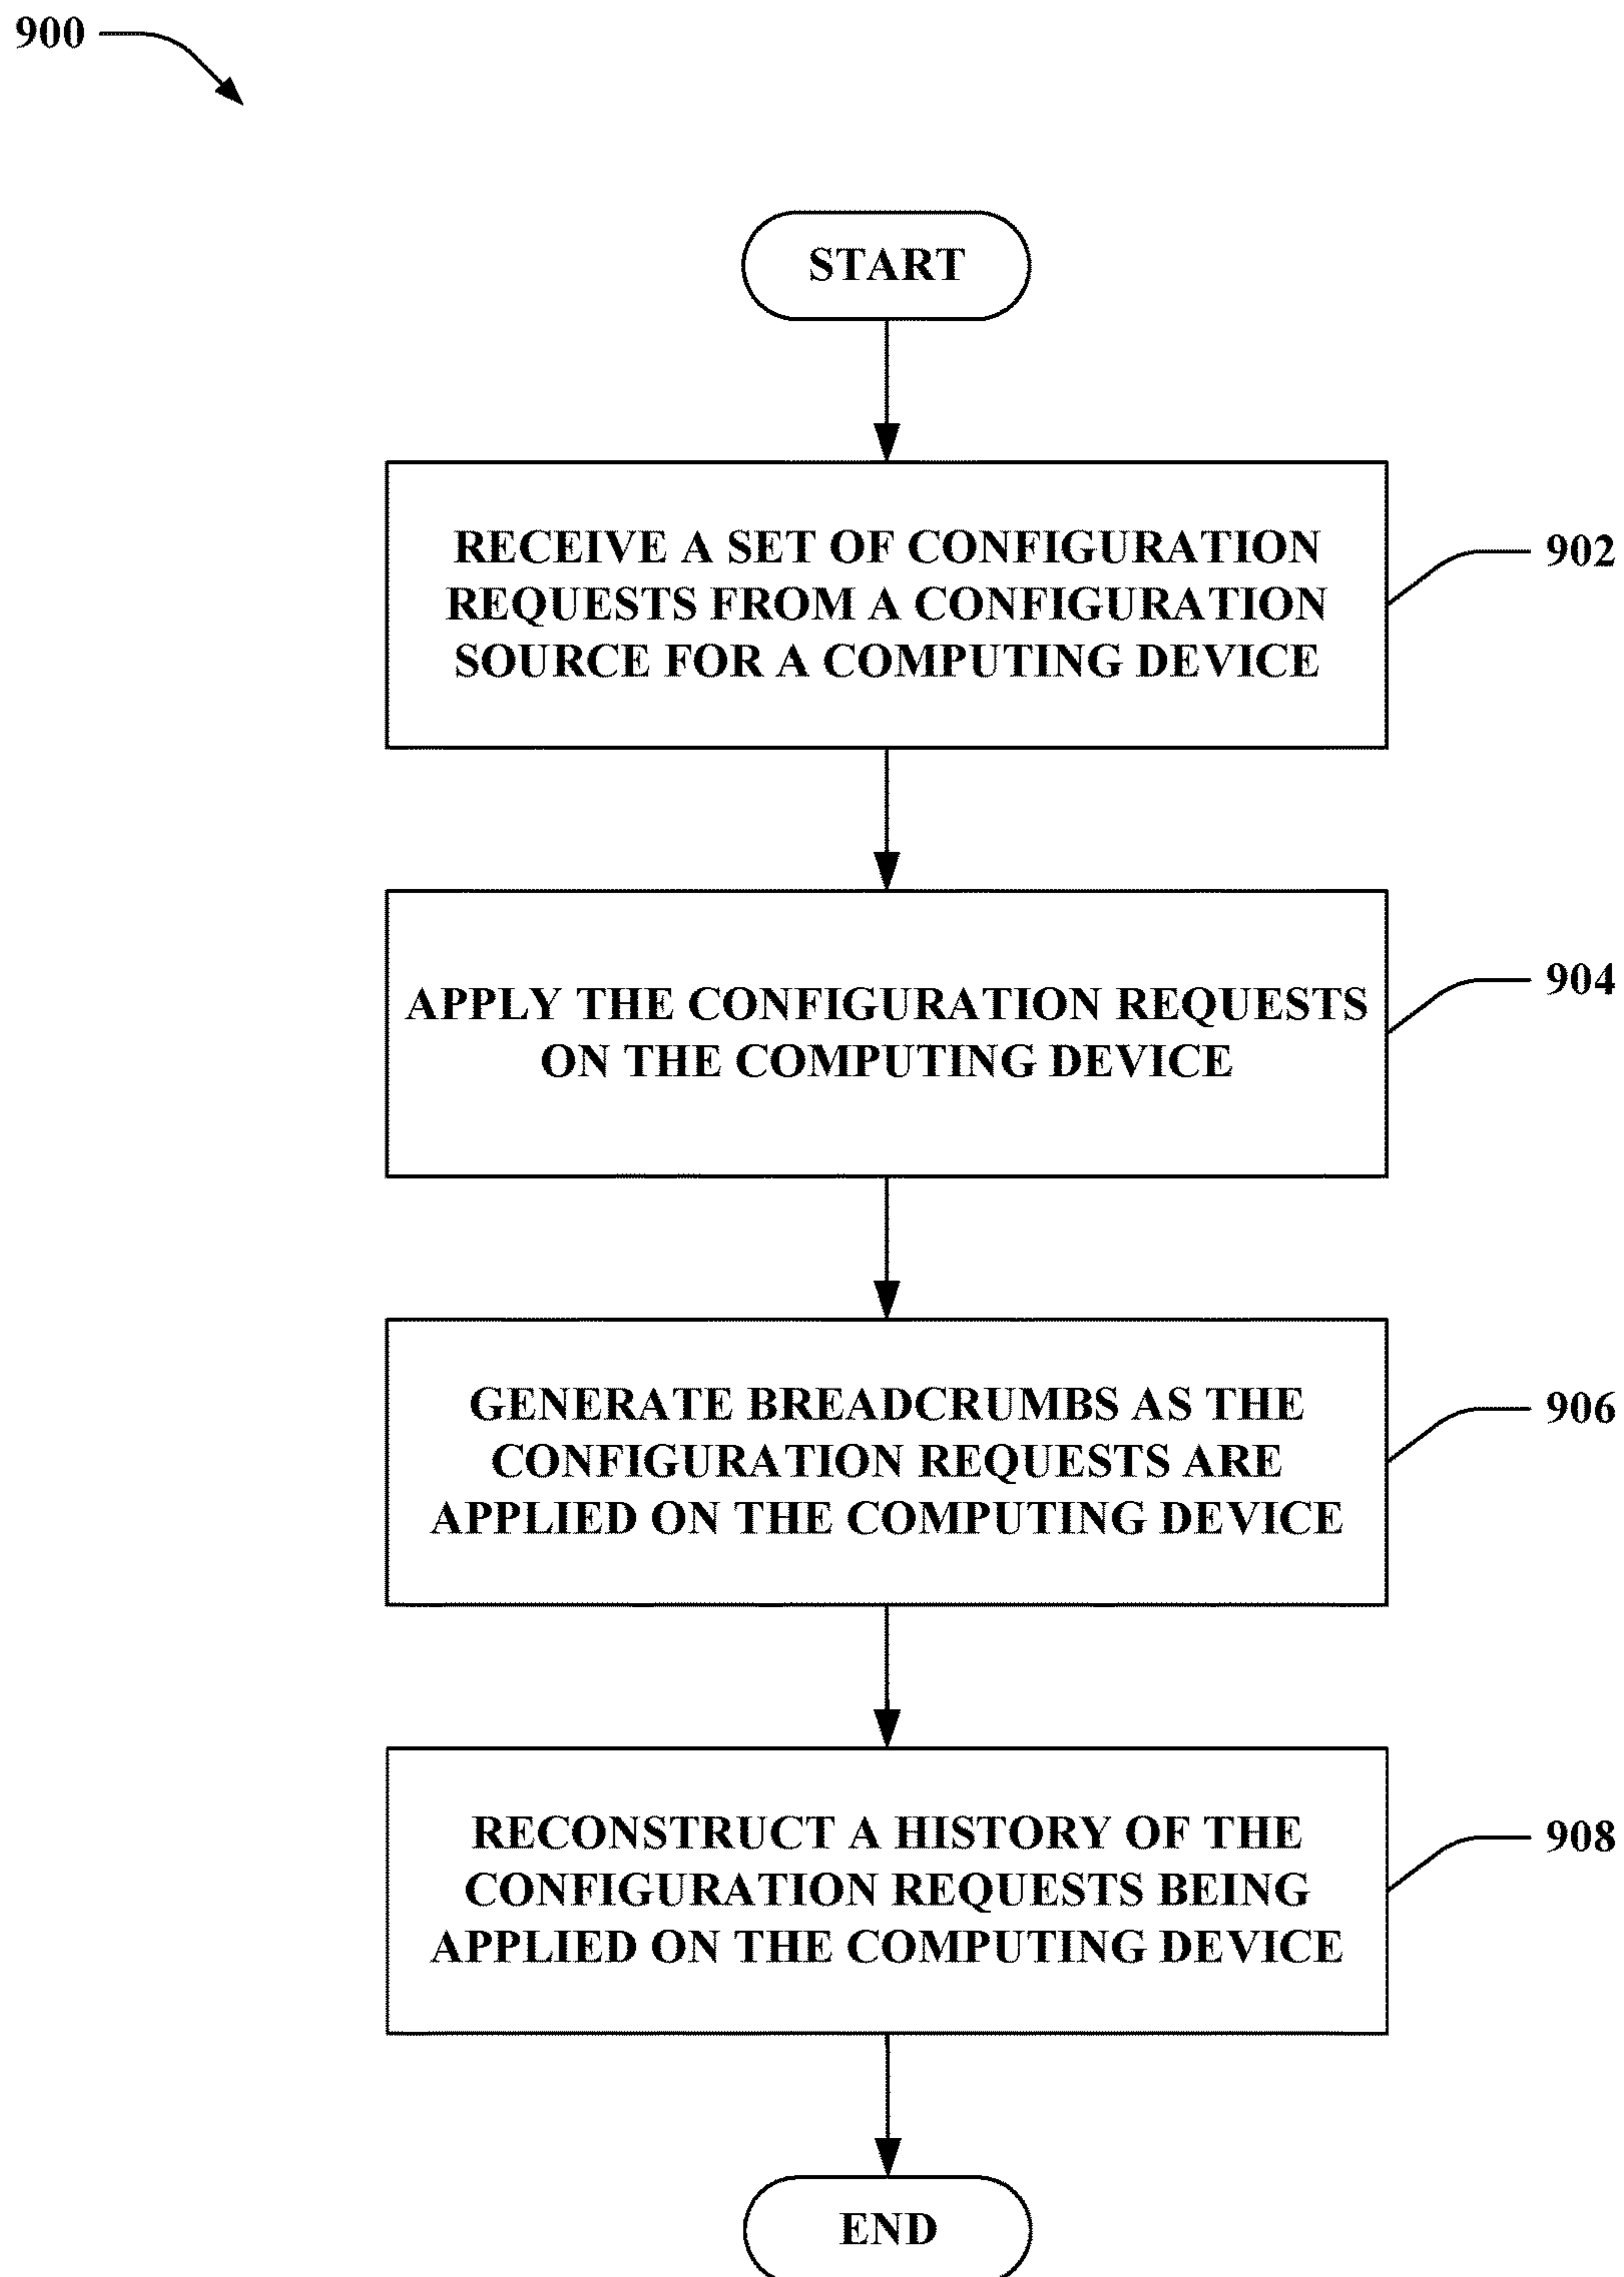 900
START
RECEIVE A SET OF CONFIGURATION
REQUESTS FROM A CONFIGURATION
SOURCE FOR A COMPUTING DEVICE
902
APPLY THE CONFIGURATION REQUESTS
ON THE COMPUTING DEVICE
904
GENERATE BREADCRUMBS AS THE
CONFIGURATION REQUESTS ARE
APPLIED ON THE COMPUTING DEVICE
906
RECONSTRUCT A HISTORY OF THE
CONFIGURATION REQUESTS BEING
APPLIED ON THE COMPUTING DEVICE
908
END